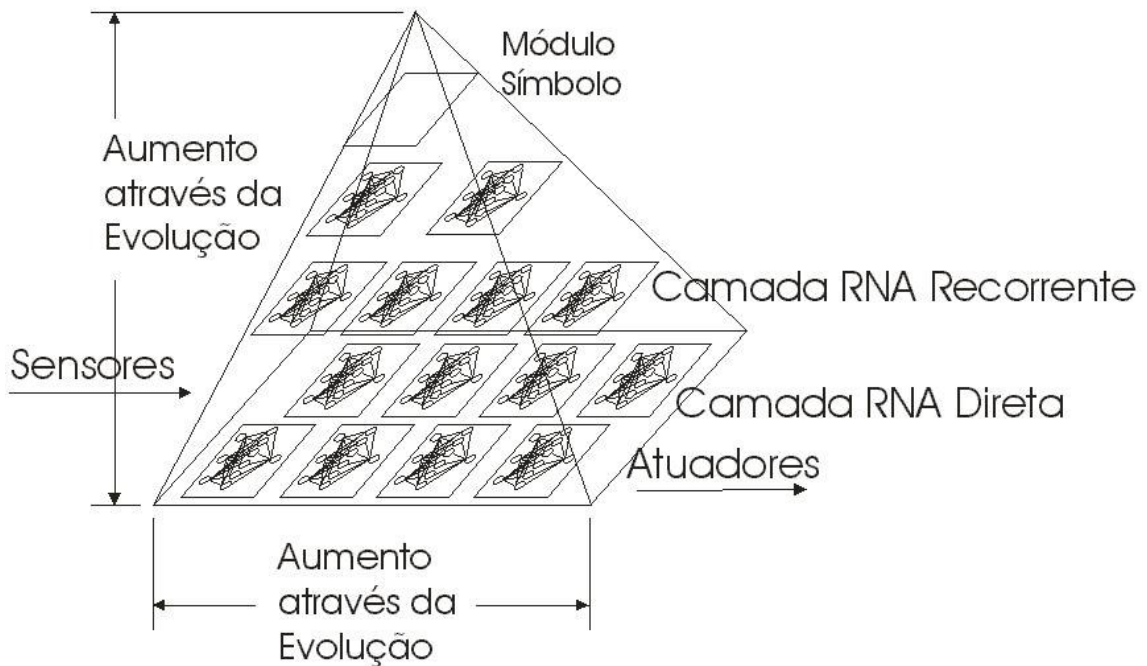 Módulo
Símbolo
Aumento
através da
Evolução
Camada RNA Recorrente
Sensores
Camada RNA Direta
Atuadores
Aumento
através da
Evolução